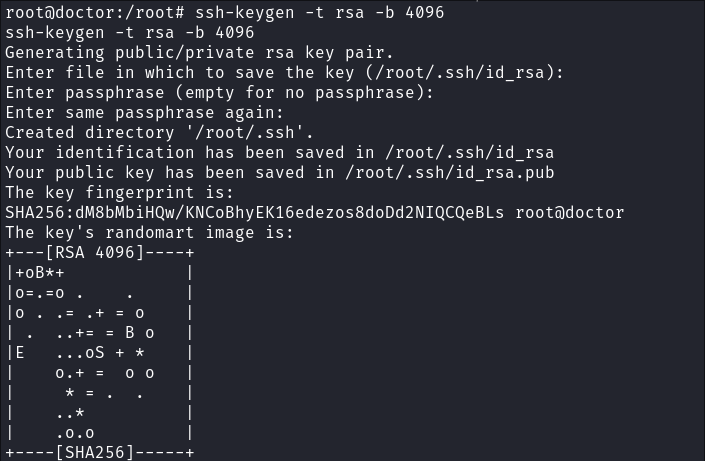 root@doctor:/root# ssh-keygen -t rsa -b 4096
ssh-keygen -t rsa -b 4096
Generating public/private rsa key pair.
Enter file in which to save the key (/root/.ssh/id_rsa):
Enter passphrase (empty for no passphrase):
Enter same passphrase again:
Created directory '/root/.ssh'.
Your identification has been saved in /root/.ssh/id_rsa
Your public key has been saved in /root/.ssh/id_rsa.pub
The key fingerprint is:
SHA256:dM8bMbiHQw/KNCoBhyEK16edezos8doDd2NIQCQeBLs root@doctor
The key's randomart image is:
+---[RSA 4096]----+
|+oB*+            |
|o=.=o .    .     |
|o . .= .+ = o    |
| .  ..+= = B o   |
|E   ...oS + *    |
|    o.+ =  o o   |
|     * = .  .    |
|    ..*          |
|    .o.o         |
+----[SHA256]-----+